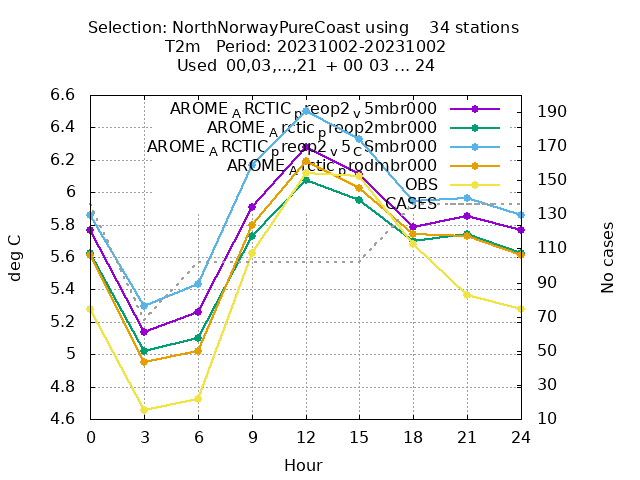 Selection: NorthNorwayPureCoast using    34 stations
T2m   Period: 20231002-20231002
Used  00,03,...,21  + 00 03 ... 24
AROME_ARCTIC_preop2_v5mbr000
AROME_Arctic_preop2mbr000
AROME_ARCTIC_preop2_v5_CSmbr000
AROME_Arctic_prodmbr000
OBS
CASES
6.6
6.4
6.2
6
5.8
5.6
5.4
5.2
5
4.8
4.6
deg C
190
170
150
130
110
90
70
50
30
10
No cases
0 3 6 9 12 15 18 21 24
Hour